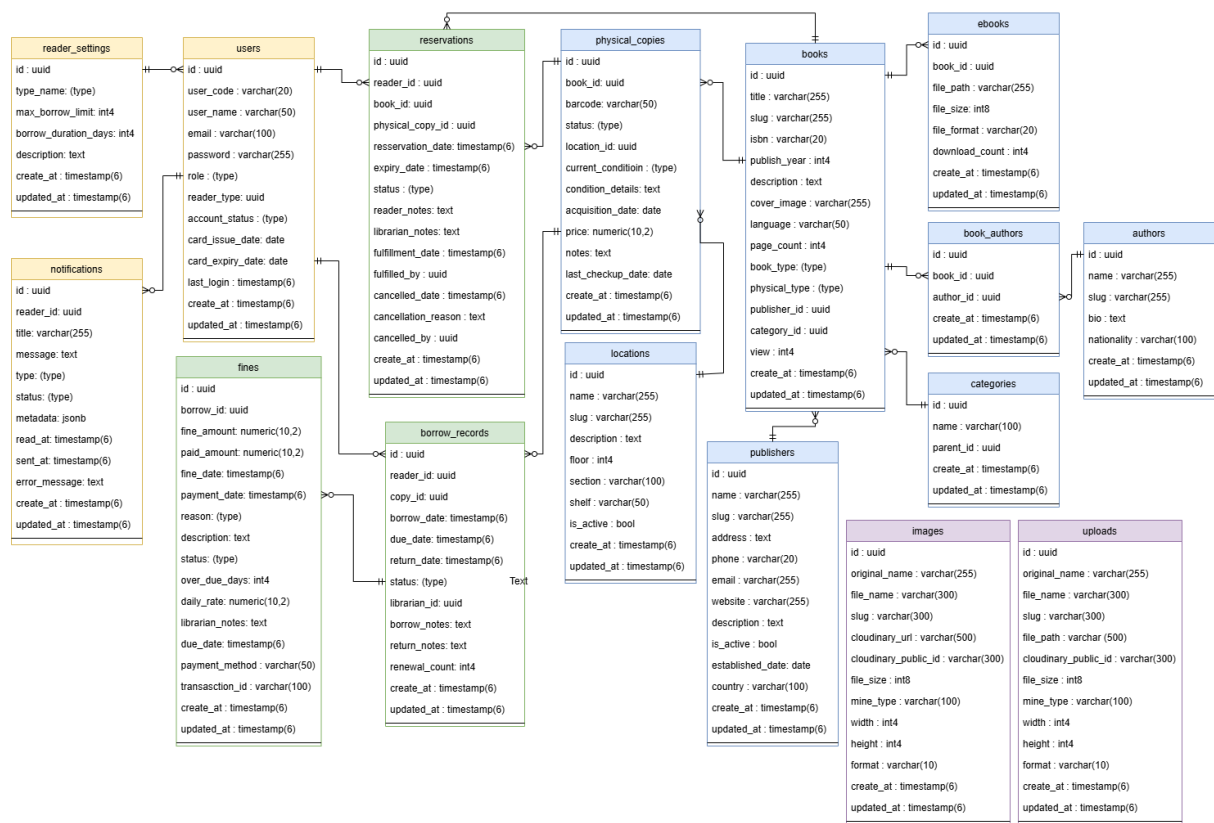 reader_settings
id : uuid
type_name: (type)
max_borrow_limit: int4
borrow_duration_days: int4
description: text
create_at : timestamp(6)
updated_at : timestamp(6)
users
id : uuid
user_code : varchar(20)
user_name : varchar(50)
email : varchar(100)
password : varchar(255)
role : (type)
reader_type: uuid
account_status : (type)
card_issue_date: date
card_expiry_date: date
last_login : timestamp(6)
create_at : timestamp(6)
updated_at : timestamp(6)
reservations
id : uuid
reader_id : uuid
book_id: uuid
physical_copy_id : uuid
resservation_date: timestamp(6)
expiry_date : timestamp(6)
status : (type)
reader_notes: text
librarian_notes: text
fulfillment_date : timestamp(6)
fulfilled_by : uuid
cancelled_date : timestamp(6)
cancellation_reason : text
cancelled_by : uuid
create_at : timestamp(6)
updated_at : timestamp(6)
physical_copies
id : uuid
book_id: uuid
barcode: varchar(50)
status: (type)
location_id: uuid
current_conditioin : (type)
condition_details: text
acquisition_date: date
price: numeric(10,2)
notes: text
last_checkup_date: date
create_at : timestamp(6)
updated_at : timestamp(6)
books
id : uuid
title : varchar(255)
slug : varchar(255)
isbn : varchar(20)
publish_year : int4
description : text
cover_image : varchar(255)
language : varchar(50)
page_count : int4
book_type: (type)
physical_type : (type)
publisher_id : uuid
category_id : uuid
view : int4
create_at : timestamp(6)
updated_at : timestamp(6)
ebooks
id : uuid
book_id : uuid
file_path : varchar(255)
file_size: int8
file_format : varchar(20)
download_count : int4
create_at : timestamp(6)
updated_at : timestamp(6)
book_authors
id : uuid
book_id : uuid
author_id : uuid
create_at : timestamp(6)
updated_at : timestamp(6)
authors
id : uuid
name : varchar(255)
slug : varchar(255)
bio : text
nationality : varchar(100)
create_at : timestamp(6)
updated_at : timestamp(6)
notifications
id : uuid
reader_id : uuid
title: varchar(255)
message: text
type: (type)
status: (type)
metadata: jsonb
read_at: timestamp(6)
sent_at: timestamp(6)
error_message: text
create_at : timestamp(6)
updated_at : timestamp(6)
fines
id : uuid
borrow_id : uuid
fine_amount: numeric(10,2)
paid_amount: numeric(10,2)
fine_date: timestamp(6)
payment_date: timestamp(6)
reason: (type)
description: text
status: (type)
over_due_days: int4
daily_rate: numeric(10,2)
librarian_notes: text
due_date: timestamp(6)
payment_method : varchar(50)
transasction_id : varchar(100)
create_at : timestamp(6)
updated_at : timestamp(6)
borrow_records
id : uuid
reader_id: uuid
copy_id: uuid
borrow_date: timestamp(6)
due_date: timestamp(6)
return_date: timestamp(6)
status: (type)
librarian_id: uuid
borrow_notes: text
return_notes: text
renewal_count: int4
create_at : timestamp(6)
updated_at : timestamp(6)
Text
locations
id : uuid
name : varchar(255)
slug : varchar(255)
description : text
floor : int4
section : varchar(100)
shelf : varchar(50)
is_active : bool
create_at : timestamp(6)
updated_at : timestamp(6)
publishers
id : uuid
name : varchar(255)
slug : varchar(255)
address : text
phone : varchar(20)
email : varchar(255)
website : varchar(255)
description : text
is_active : bool
established_date: date
country : varchar(100)
create_at : timestamp(6)
updated_at : timestamp(6)
categories
id : uuid
name : varchar(100)
parent_id : uuid
create_at : timestamp(6)
updated_at : timestamp(6)
images
id : uuid
original_name : varchar(255)
file_name : varchar(300)
slug : varchar(300)
cloudinary_url : varchar(500)
cloudinary_public_id : varchar(300)
file_size : int8
mine_type : varchar(100)
width : int4
height : int4
format : varchar(10)
create_at : timestamp(6)
updated_at : timestamp(6)
uploads
id : uuid
original_name : varchar(255)
file_name : varchar(300)
slug : varchar(300)
file_path : varchar (500)
cloudinary_public_id : varchar(300)
file_size : int8
mine_type : varchar(100)
width : int4
height : int4
format : varchar(10)
create_at : timestamp(6)
updated_at : timestamp(6)